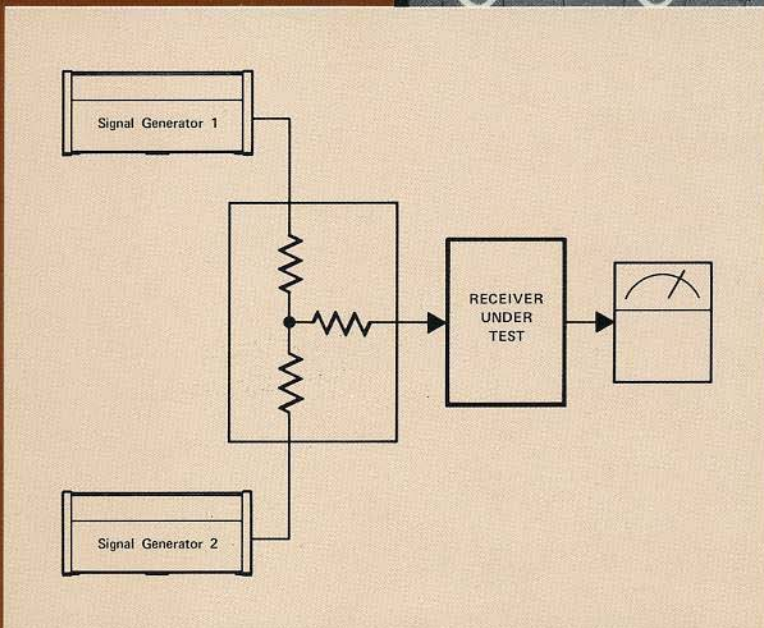 Signal Generator 1
RECEIVER
UNDER
TEST
Signal Generator 2